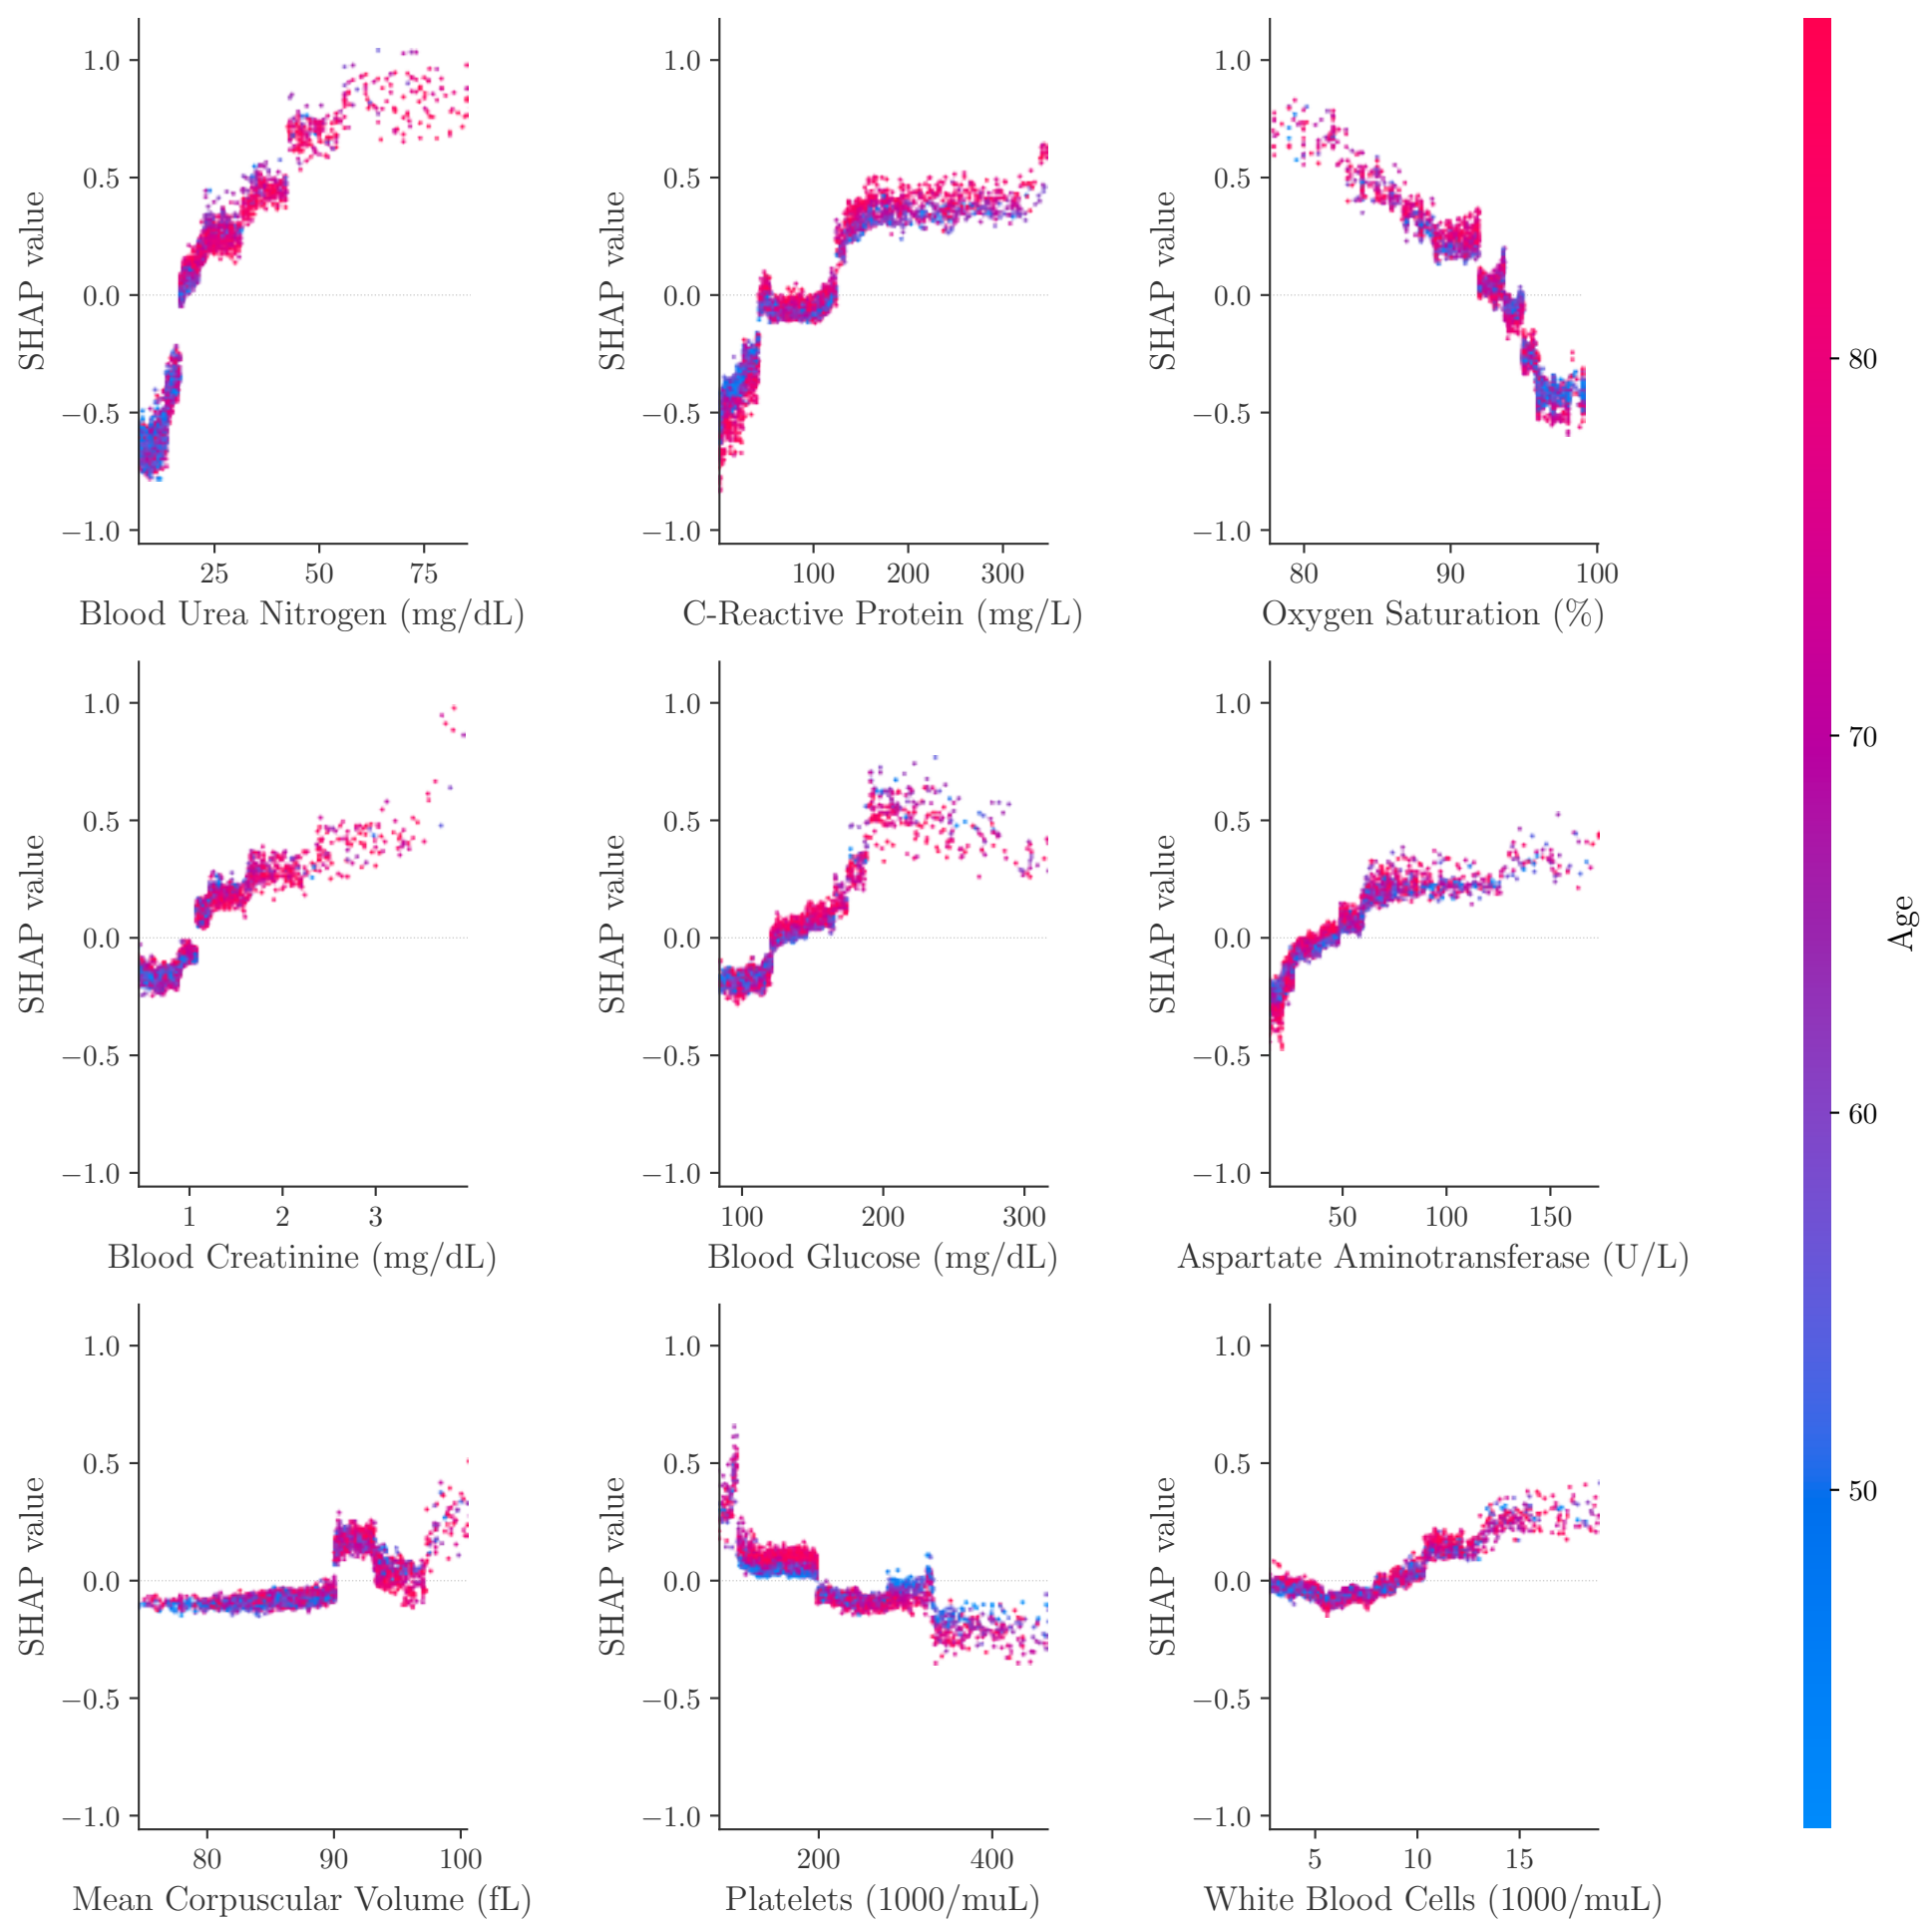 1.0
0.5
0.0
−0.5
−1.0
SHAP value
25 50 75
Blood Urea Nitrogen (mg/dL)
1.0
0.5
0.0
−0.5
−1.0
SHAP value
100 200 300
C-Reactive Protein (mg/L)
1.0
0.5
0.0
−0.5
−1.0
SHAP value
80 90 100
Oxygen Saturation (%)
1.0
0.5
0.0
−0.5
−1.0
SHAP value
1 2 3
Blood Creatinine (mg/dL)
1.0
0.5
0.0
−0.5
−1.0
SHAP value
100 200 300
Blood Glucose (mg/dL)
1.0
0.5
0.0
−0.5
−1.0
SHAP value
50 100 150
Aspartate Aminotransferase (U/L)
1.0
0.5
0.0
−0.5
−1.0
SHAP value
80 90 100
Mean Corpuscular Volume (fL)
1.0
0.5
0.0
−0.5
−1.0
SHAP value
200 400
Platelets (1000/muL)
1.0
0.5
0.0
−0.5
−1.0
SHAP value
5 10 15
White Blood Cells (1000/muL)
80
70
60
50
Age